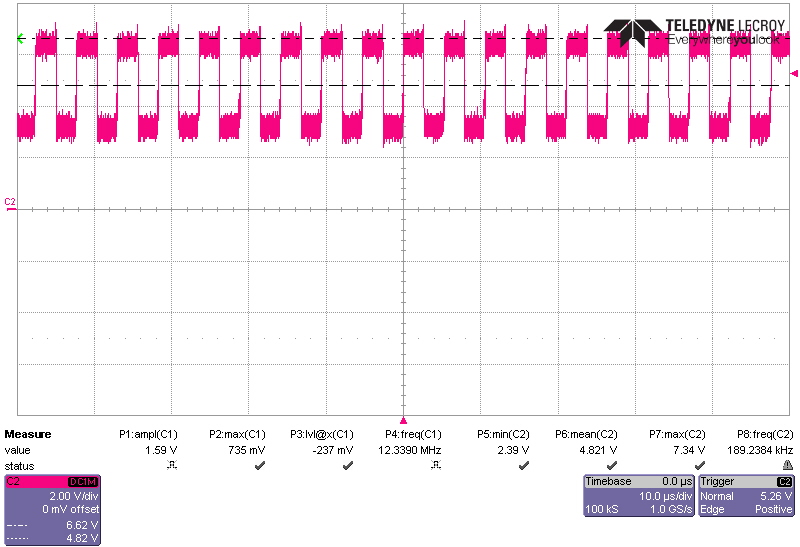 TELEDYNE LECROY
Everywhereyoulook
C2
Measure P1:ampl(C1) P2:max(C1) P3:lvl@x(C1) P4:freq(C1) P5:min(C2) P6:mean(C2) P7:max(C2) P8:freq(C2)
value 1.59 V 735 mV -237 mV 12.3390 MHz 2.39 V 4.821 V 7.34 V 189.2384 kHz
status
C2 DC1M
2.00 V/div
0 mV offset
6.62 V
4.82 V
Timebase 0.0 µs
10.0 µs/div
100 kS 1.0 GS/s
Trigger C2
Normal 5.26 V
Edge Positive